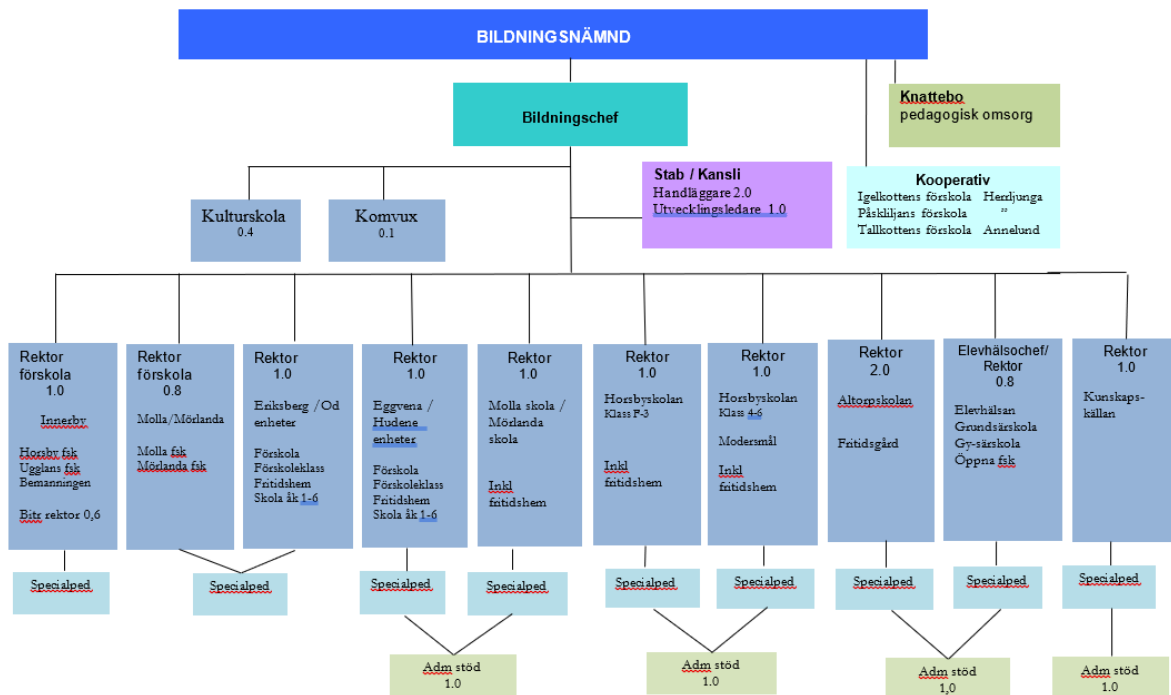 BILDNINGSNÄMND
Bildningschef
Knattebo
pedagogisk omsorg
Stab / Kansli
Handläggare 2.0
Utvecklingsledare 1.0
Kooperativ
Igelkottens förskola Herrljunga
Påskliljans förskola ”
Tallkottens förskola Annelund
Kulturskola
0.4
Komvux
0.1
Rektor
förskola
1.0
Innerby
Horsby fsk
Ugglans fsk
Bemanningen
Bitr rektor 0,6
Rektor
förskola
0.8
Molla/Mörlanda
Molla fsk
Mörlanda fsk
Rektor
1.0
Eriksberg /Od
enheter
Förskola
Förskoleklass
Fritidshem
Skola åk 1-6
Rektor
1.0
Eggvena /
Hudene
enheter
Förskola
Förskoleklass
Fritidshem
Skola åk 1-6
Rektor
1.0
Molla skola /
Mörlanda
skola
Inkl
fritidshem
Rektor
1.0
Horsbyskolan
Klass F-3
Inkl
fritidshem
Rektor
1.0
Horsbyskolan
Klass 4-6
Modersmål
Inkl
fritidshem
Rektor
2.0
Altorpskolan
Fritidsgård
Elevhälsochef/
Rektor
0.8
Elevhälsan
Grundsärskola
Gy-särskola
Öppna fsk
Rektor
1.0
Kunskaps-
källan
Specialped
Specialped
Specialped
Specialped
Specialped
Specialped
Specialped
Specialped
Specialped
Adm stöd
1.0
Adm stöd
1.0
Adm stöd
1,0
Adm stöd
1.0